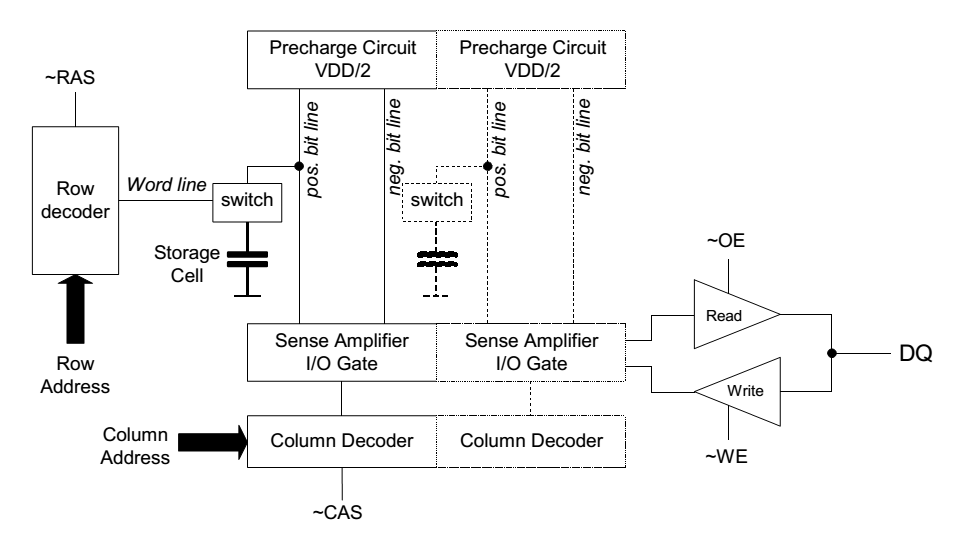 Precharge Circuit
VDD/2
Precharge Circuit
VDD/2
~RAS
pos. bit line
neg. bit line
pos. bit line
neg. bit line
Row
decoder
Word line
switch
switch
Storage
Cell
~OE
Read
Row
Address
Sense Amplifier
I/O Gate
Sense Amplifier
I/O Gate
DQ
Write
Column
Address
Column Decoder
Column Decoder
~WE
~CAS